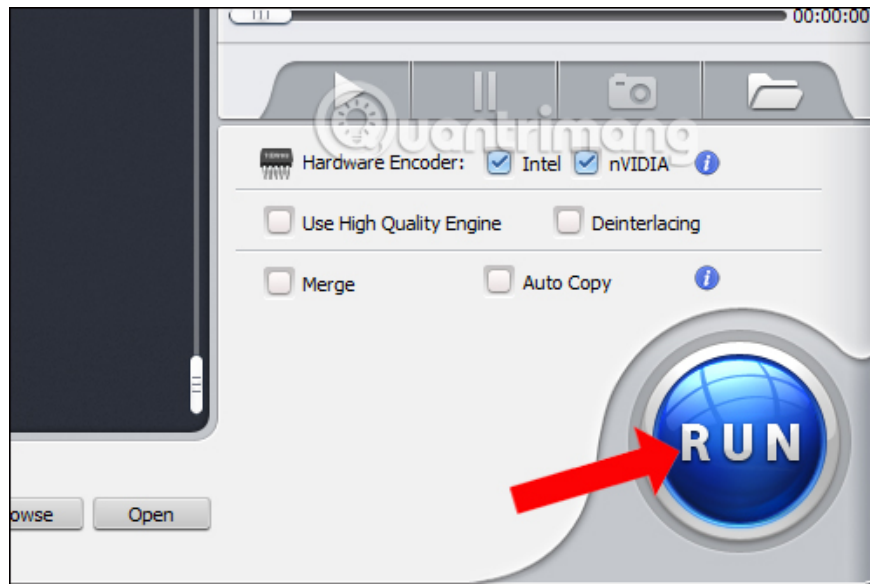 00:00:00
Quantrimang
Hardware Encoder: Intel nVIDIA
Use High Quality Engine Deinterlacing
Merge Auto Copy
RUN
owse Open